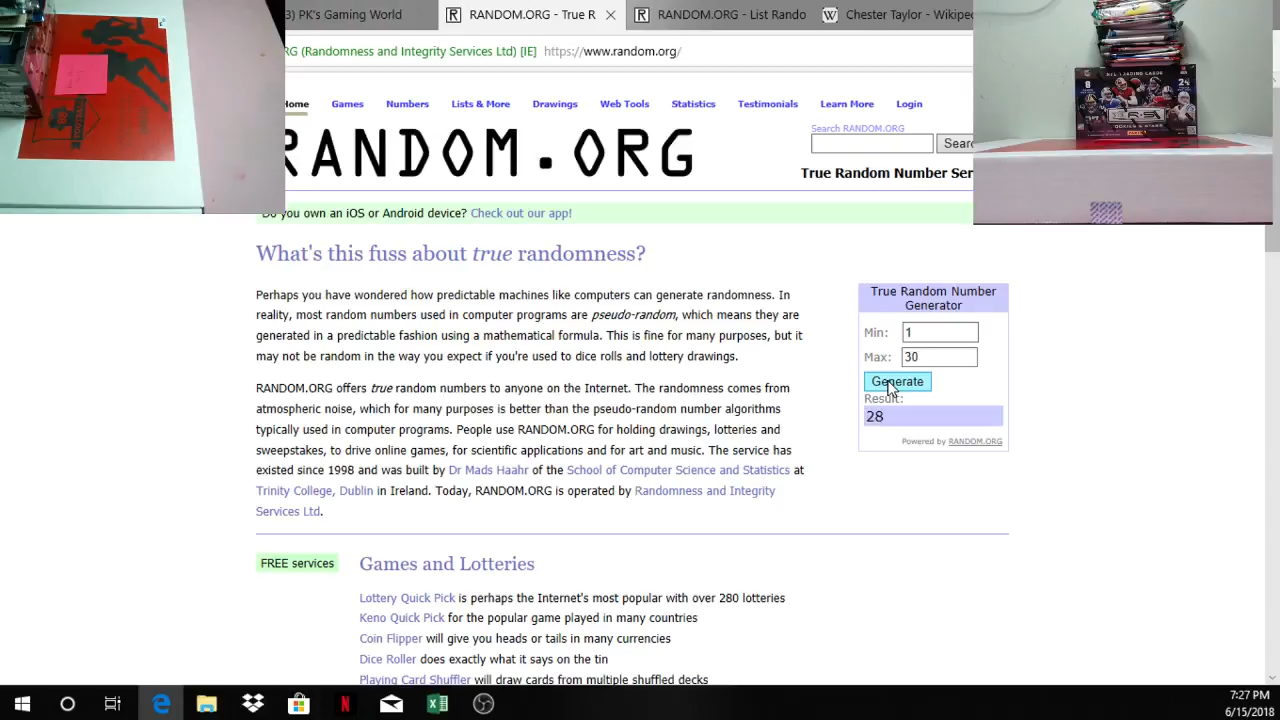 3) PK's Gaming World
RANDOM.ORG - True R
RANDOM.ORG - List Rando
Chester Taylor - Wikipe
RG (Randomness and Integrity Services Ltd) [IE] https://www.random.org/
Home Games Numbers Lists & More Drawings Web Tools Statistics Testimonials Learn More Login
RANDOM.ORG
Search RANDOM.ORG
Searc
True Random Number Ser
Do you own an iOS or Android device? Check out our app!
What's this fuss about true randomness?
Perhaps you have wondered how predictable machines like computers can generate randomness. In
reality, most random numbers used in computer programs are pseudo-random, which means they are
generated in a predictable fashion using a mathematical formula. This is fine for many purposes, but it
may not be random in the way you expect if you're used to dice rolls and lottery drawings.
RANDOM.ORG offers true random numbers to anyone on the Internet. The randomness comes from
atmospheric noise, which for many purposes is better than the pseudo-random number algorithms
typically used in computer programs. People use RANDOM.ORG for holding drawings, lotteries and
sweepstakes, to drive online games, for scientific applications and for art and music. The service has
existed since 1998 and was built by Dr Mads Haahr of the School of Computer Science and Statistics at
Trinity College, Dublin in Ireland. Today, RANDOM.ORG is operated by Randomness and Integrity
Services Ltd.
True Random Number
Generator
Min: 1
Max: 30
Generate
Result:
28
Powered by RANDOM.ORG
FREE services
Games and Lotteries
Lottery Quick Pick is perhaps the Internet's most popular with over 280 lotteries
Keno Quick Pick for the popular game played in many countries
Coin Flipper will give you heads or tails in many currencies
Dice Roller does exactly what it says on the tin
Playing Card Shuffler will draw cards from multiple shuffled decks
NFL TRADING CARDS
8
24
PANINI
7:27 PM
6/15/2018